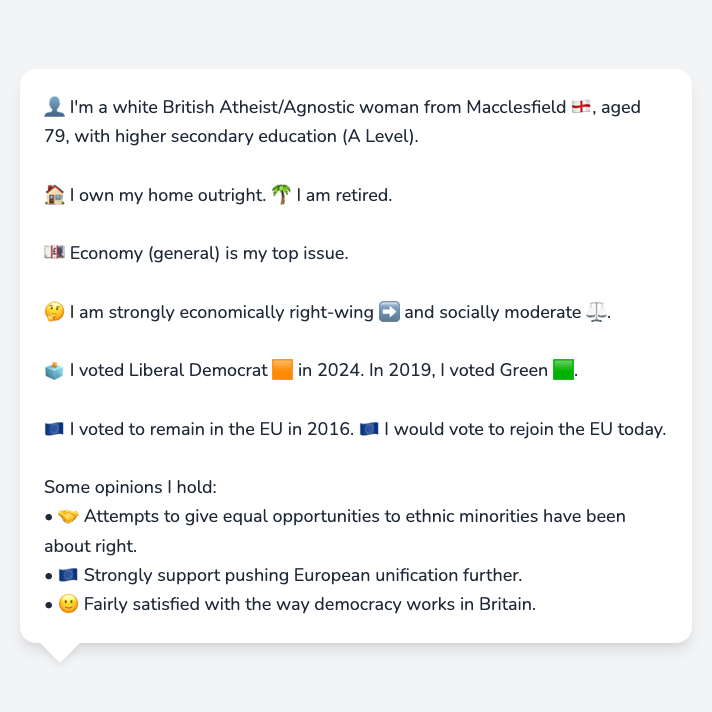 👤 I'm a white British Atheist/Agnostic woman from Macclesfield 🏴󠁧󠁢󠁥󠁮󠁧󠁿, aged
79, with higher secondary education (A Level).
🏠 I own my home outright. 🌴 I am retired.
💷 Economy (general) is my top issue.
🤔 I am strongly economically right-wing ➡️ and socially moderate ⚖️.
🗳️ I voted Liberal Democrat 🟧 in 2024. In 2019, I voted Green 🟩.
🇪🇺 I voted to remain in the EU in 2016. 🇪🇺 I would vote to rejoin the EU today.
Some opinions I hold:
• 🤝 Attempts to give equal opportunities to ethnic minorities have been
about right.
• 🇪🇺 Strongly support pushing European unification further.
• 🙂 Fairly satisfied with the way democracy works in Britain.